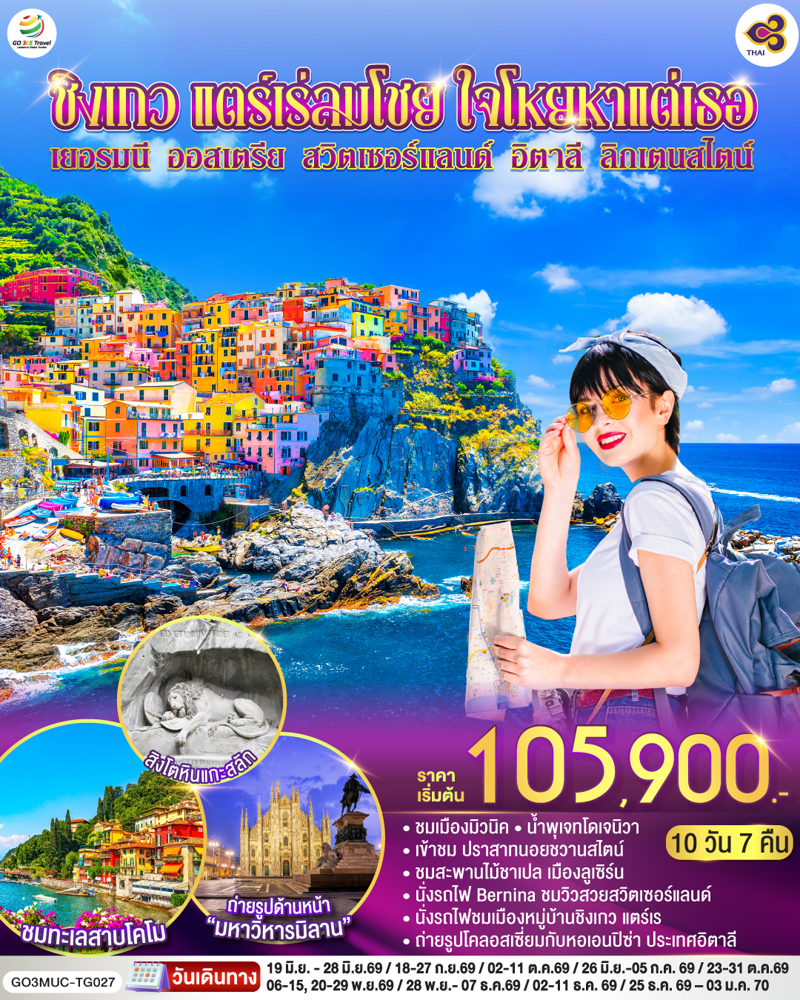 GO 365 Travel
Leaders in Global Tourism
THAI
ชิงเกว แตร์เร่ลมโชย ใจโหยหาแต่เธอ
เยอรมนี ออสเตรีย สวิตเซอร์แลนด์ อิตาลี ลิกเตนสไตน์
สิงโตหินแกะสลัก
ชมทะเลสาบโคโม
ถ่ายรูปด้านหน้า
“มหาวิหารมิลาน”
ราคา
เริ่มต้น
105,900.-
10 วัน 7 คืน
• ชมเมืองมิวนิค • น้ำพุเจทโดเจนิวา
• เข้าชม ปราสาทนอยชวานสไตน์
• ชมสะพานไม้ชาเปล เมืองลูเซิร์น
• นั่งรถไฟ Bernina ชมวิวสวยสวิตเซอร์แลนด์
• นั่งรถไฟชมเมืองหมู่บ้านชิงเกว แตร์เร
• ถ่ายรูปโคลอสเซี่ยมกับหอเอนปิซ่า ประเทศอิตาลี
GO3MUC-TG027
วันเดินทาง
19 มิ.ย. - 28 มิ.ย.69 / 18-27 ก.ย.69 / 02-11 ต.ค.69 / 26 มิ.ย.-05 ก.ค. 69 / 23-31 ต.ค.69
06-15, 20-29 พ.ย.69 / 28 พ.ย.- 07 ธ.ค.69 / 02-11 ธ.ค. 69 / 25 ธ.ค. 69 – 03 ม.ค. 70